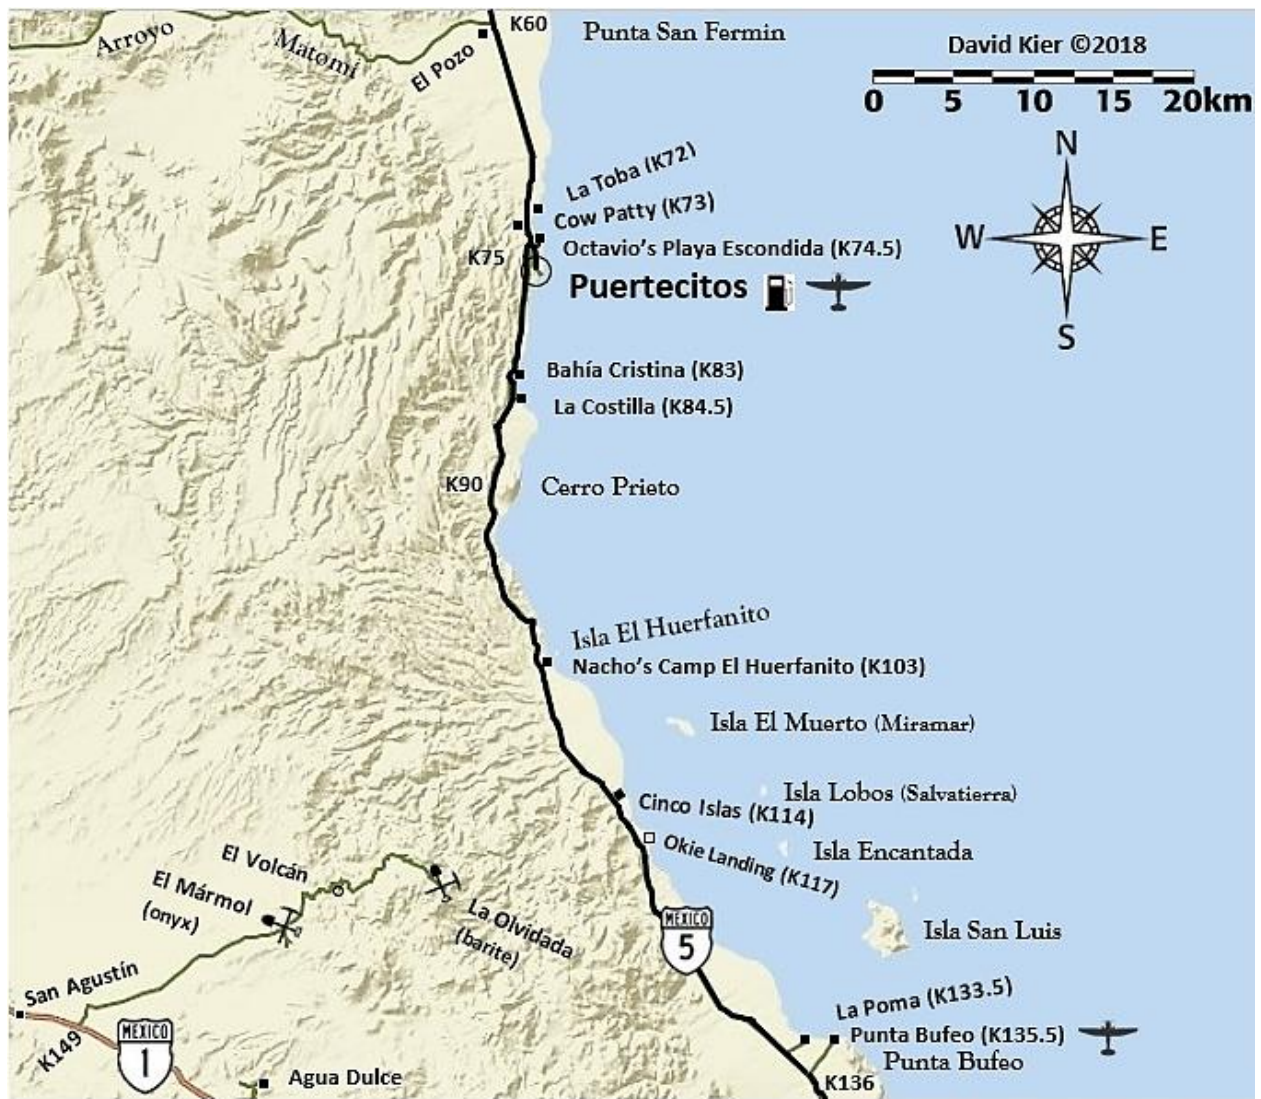 K60
Punta San Fermin
David Kier ©2018
Arroyo
Matomí
El Pozo
0 5 10 15 20km
N
W E
S
La Toba (K72)
Cow Patty (K73)
Octavio's Playa Escondida (K74.5)
K75
Puertecitos
Bahía Cristina (K83)
La Costilla (K84.5)
K90
Cerro Prieto
Isla El Huerfanito
Nacho's Camp El Huerfanito (K103)
Isla El Muerto (Miramar)
Isla Lobos (Salvatierra)
Cinco Islas (K114)
Okie Landing (K117)
Isla Encantada
El Volcán
El Mármol
(onyx)
La Olvidada
(barite)
MEXICO
5
Isla San Luis
San Agustín
La Poma (K133.5)
Punta Bufeo (K135.5)
Punta Bufeo
K149
MEXICO
1
Agua Dulce
K136